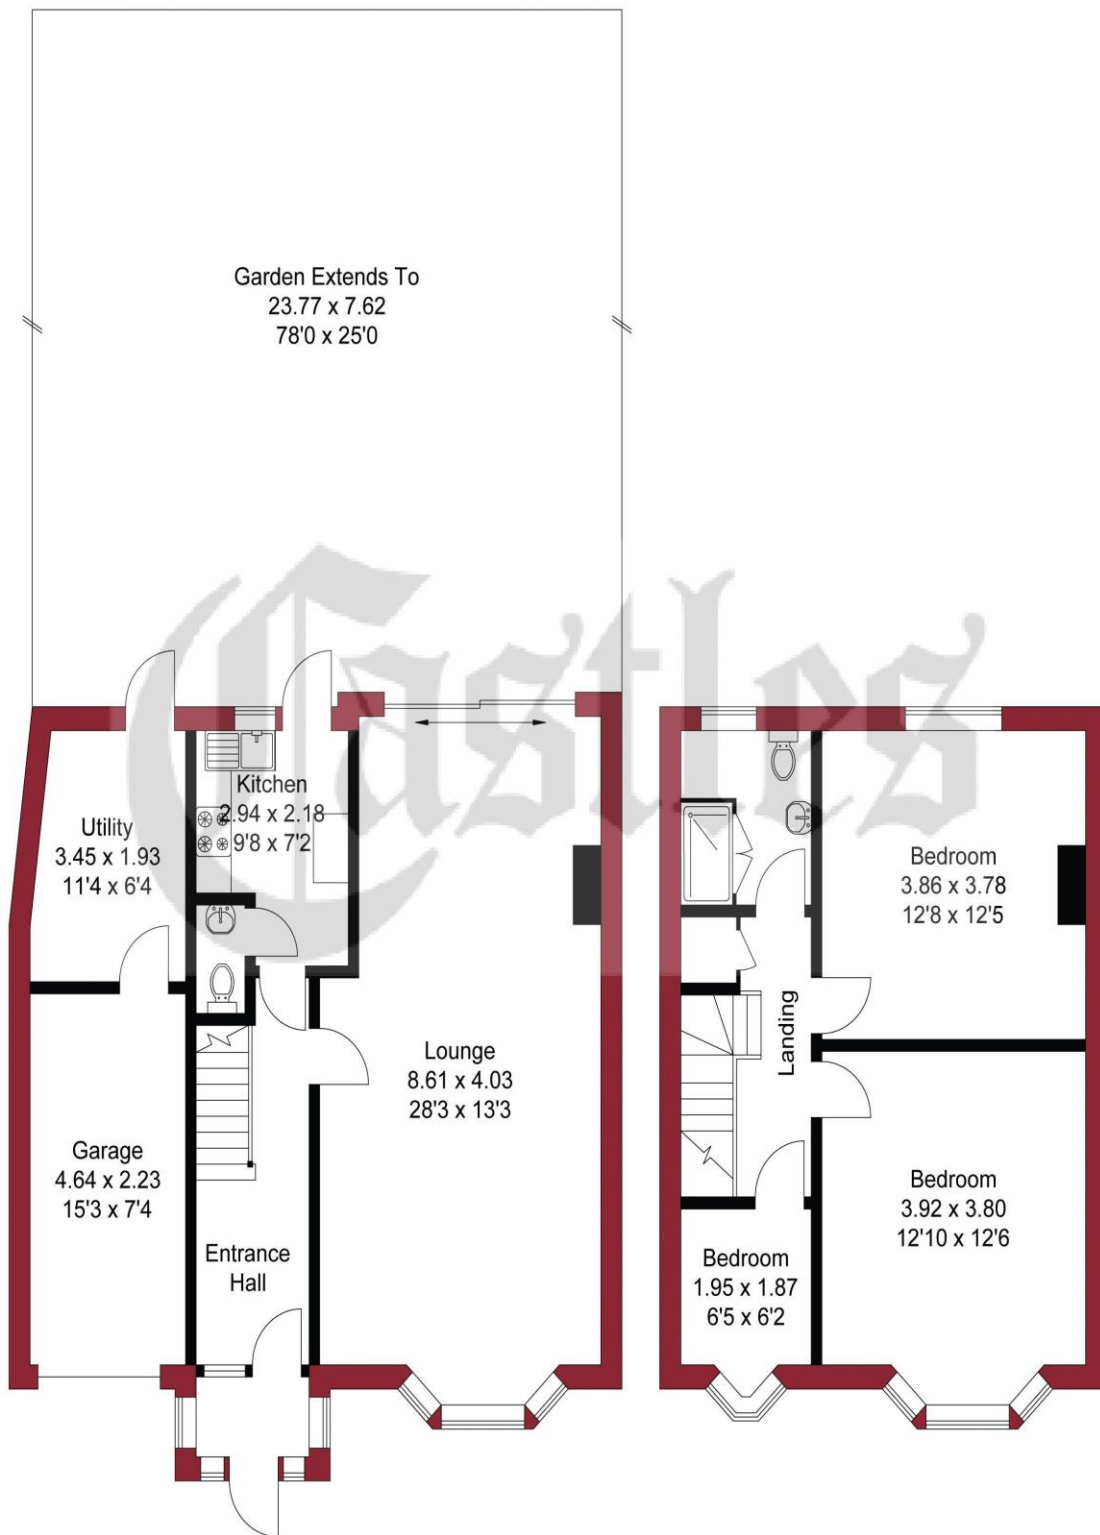 Garden Extends To
23.77 x 7.62
78'0 x 25'0
Castles
Kitchen
2.94 x 2.18
9'8 x 7'2
Utility
3.45 x 1.93
11'4 x 6'4
Lounge
8.61 x 4.03
28'3 x 13'3
Garage
4.64 x 2.23
15'3 x 7'4
Entrance
Hall
Bedroom
3.86 x 3.78
12'8 x 12'5
Landing
Bedroom
3.92 x 3.80
12'10 x 12'6
Bedroom
1.95 x 1.87
6'5 x 6'2